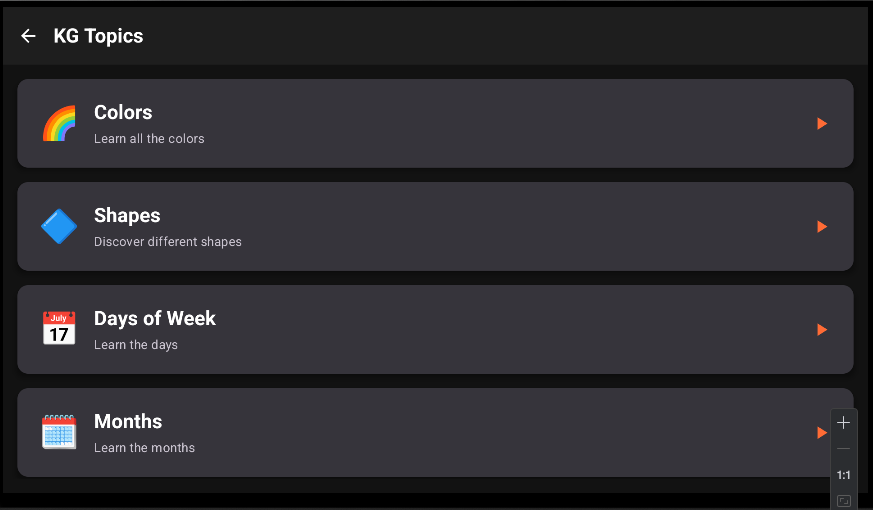 KG Topics
Colors
Learn all the colors
Shapes
Discover different shapes
July
17
Days of Week
Learn the days
Months
Learn the months
1:1